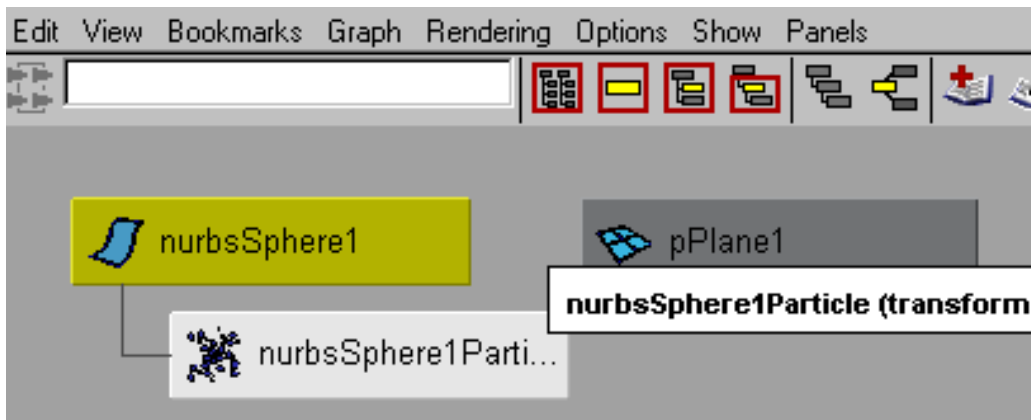 Edit View Bookmarks Graph Rendering Options Show Panels
nurbsSphere1
pPlane1
nurbsSphere1Particle (transform
nurbsSphere1Parti...